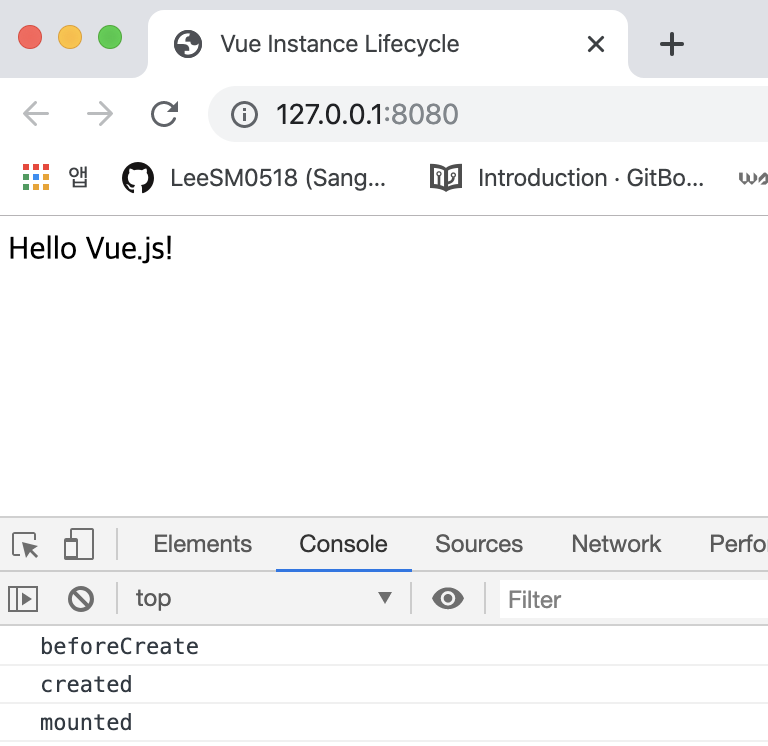 Vue Instance Lifecycle
127.0.0.1:8080
앱 LeeSM0518 (Sang... Introduction · GitBo...
Hello Vue.js!
Elements Console Sources Network Perfo
top Filter
beforeCreate
created
mounted